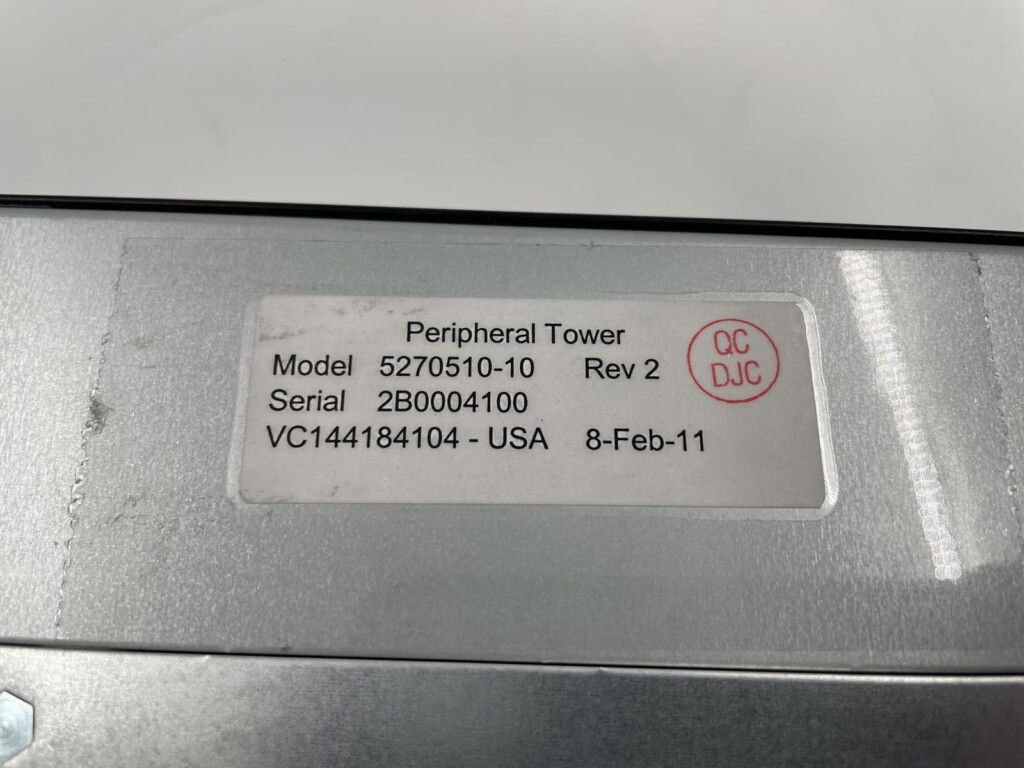 Peripheral Tower
Model 5270510-10 Rev 2
Serial 2B0004100
VC144184104 - USA 8-Feb-11
QC
DJC